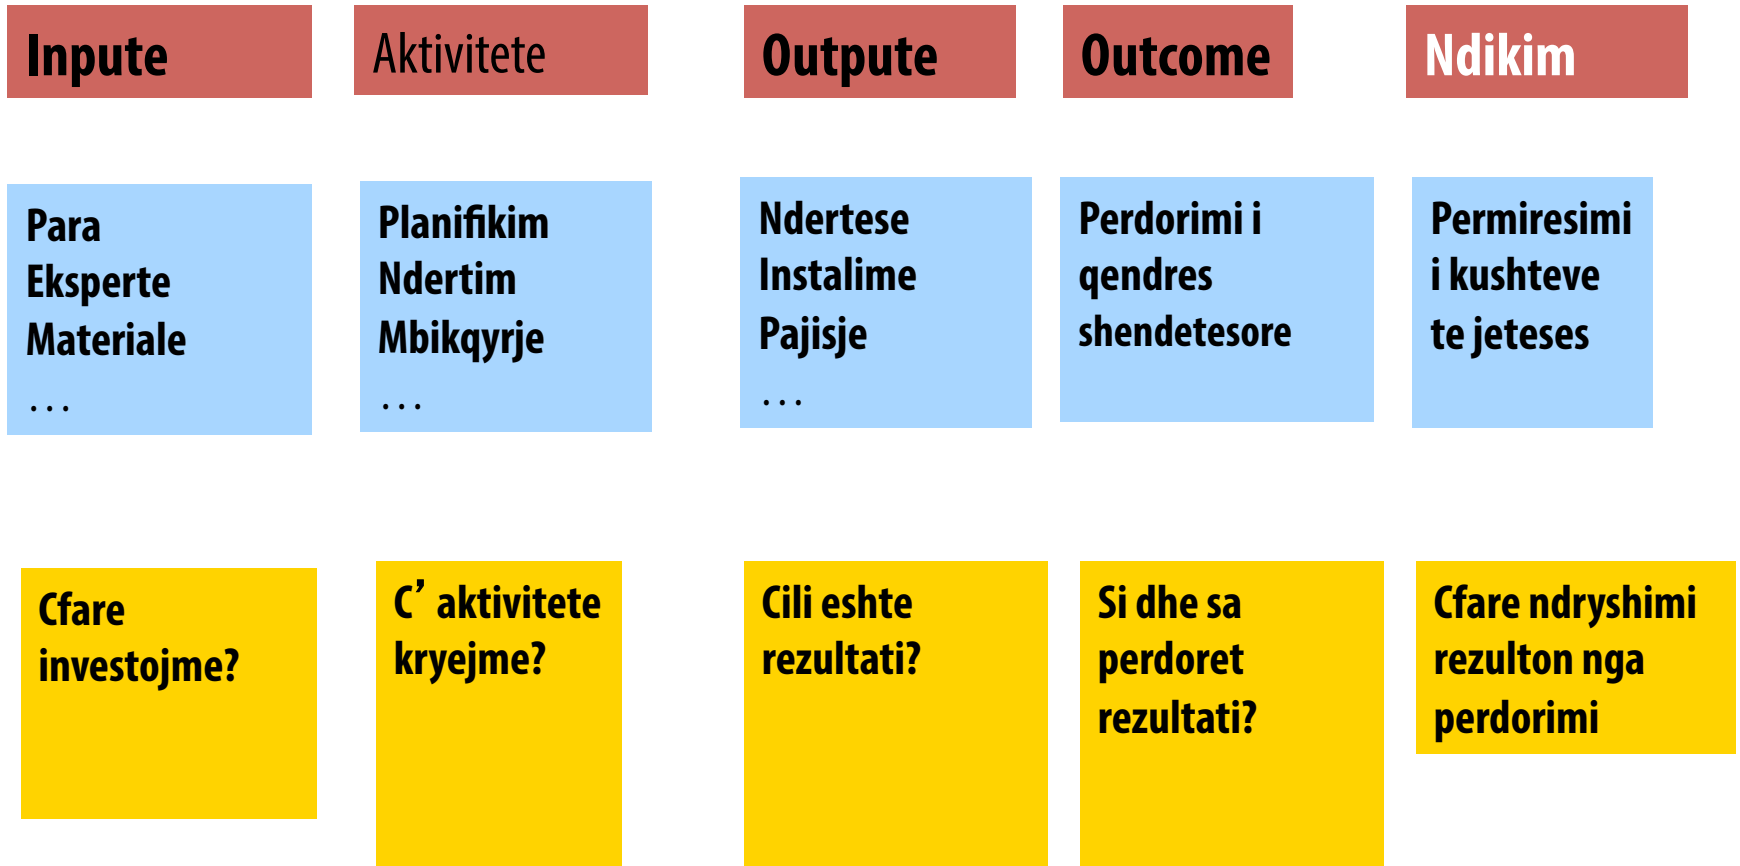 Inpute
Aktivitete
Outpute
Outcome
Ndikim
Para
Eksperte
Materiale
...
Planifikim
Ndertim
Mbikqyrje
...
Ndertese
Instalime
Pajisje
...
Perdorimi i
qendres
shendetesore
Permiresimi
i kushteve
te jeteses
Cfare
investojme?
C’ aktivitete
kryejme?
Cili eshte
rezultati?
Si dhe sa
perdoret
rezultati?
Cfare ndryshimi
rezulton nga
perdorimi